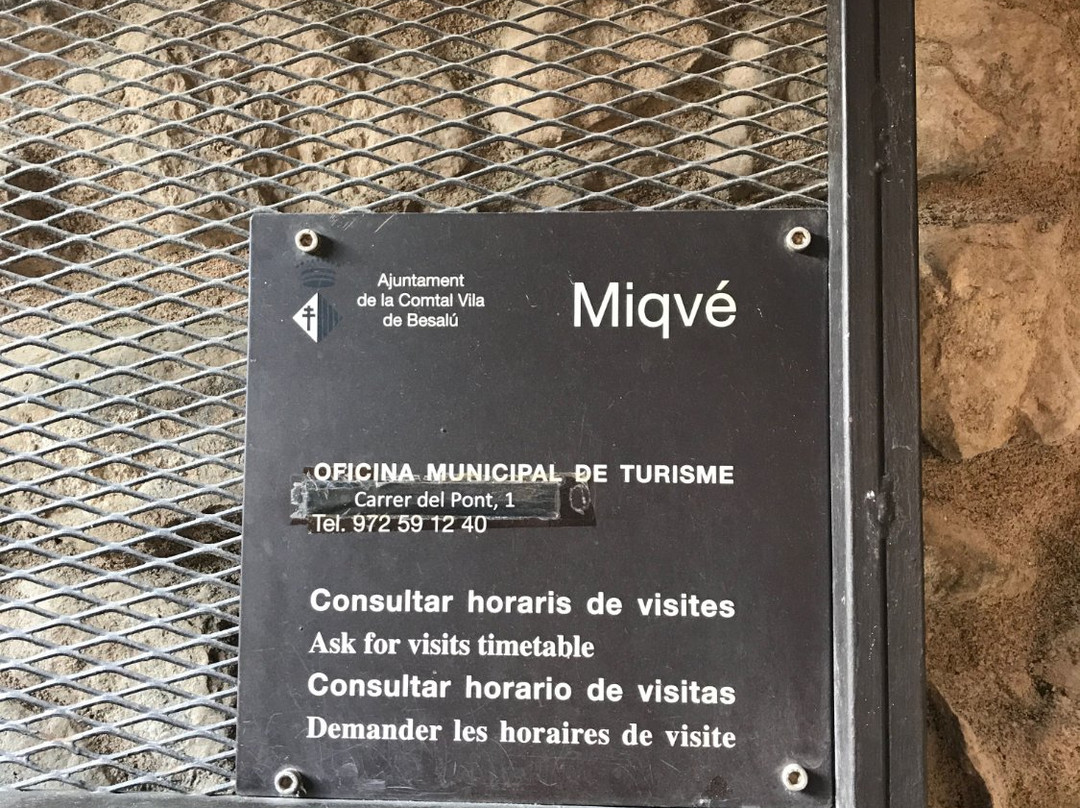 Ajuntament
de la Comtal Vila
de Besalú
Miqvé
OFICINA MUNICIPAL DE TURISME
Carrer del Pont, 1
Tel. 972 59 12 40
Consultar horaris de visites
Ask for visits timetable
Consultar horario de visitas
Demander les horaires de visite